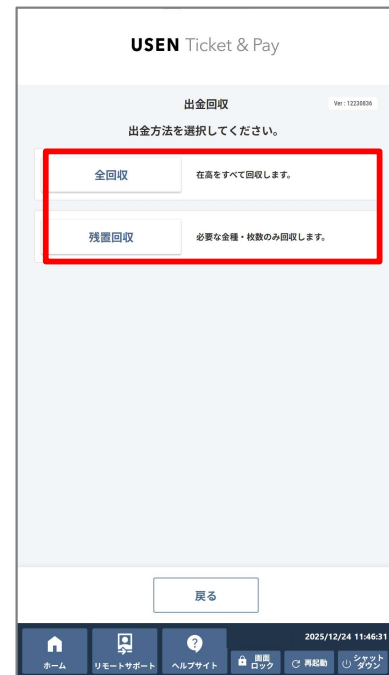 USEN Ticket & Pay
出金回収
Ver : 12230836
出金方法を選択してください。
全回収
在高をすべて回収します。
残置回収
必要な金種・枚数のみ回収します。
戻る
2025/12/24 11:46:31
ホーム
リモートサポート
ヘルプサイト
画面
ロック
再起動
シャット
ダウン